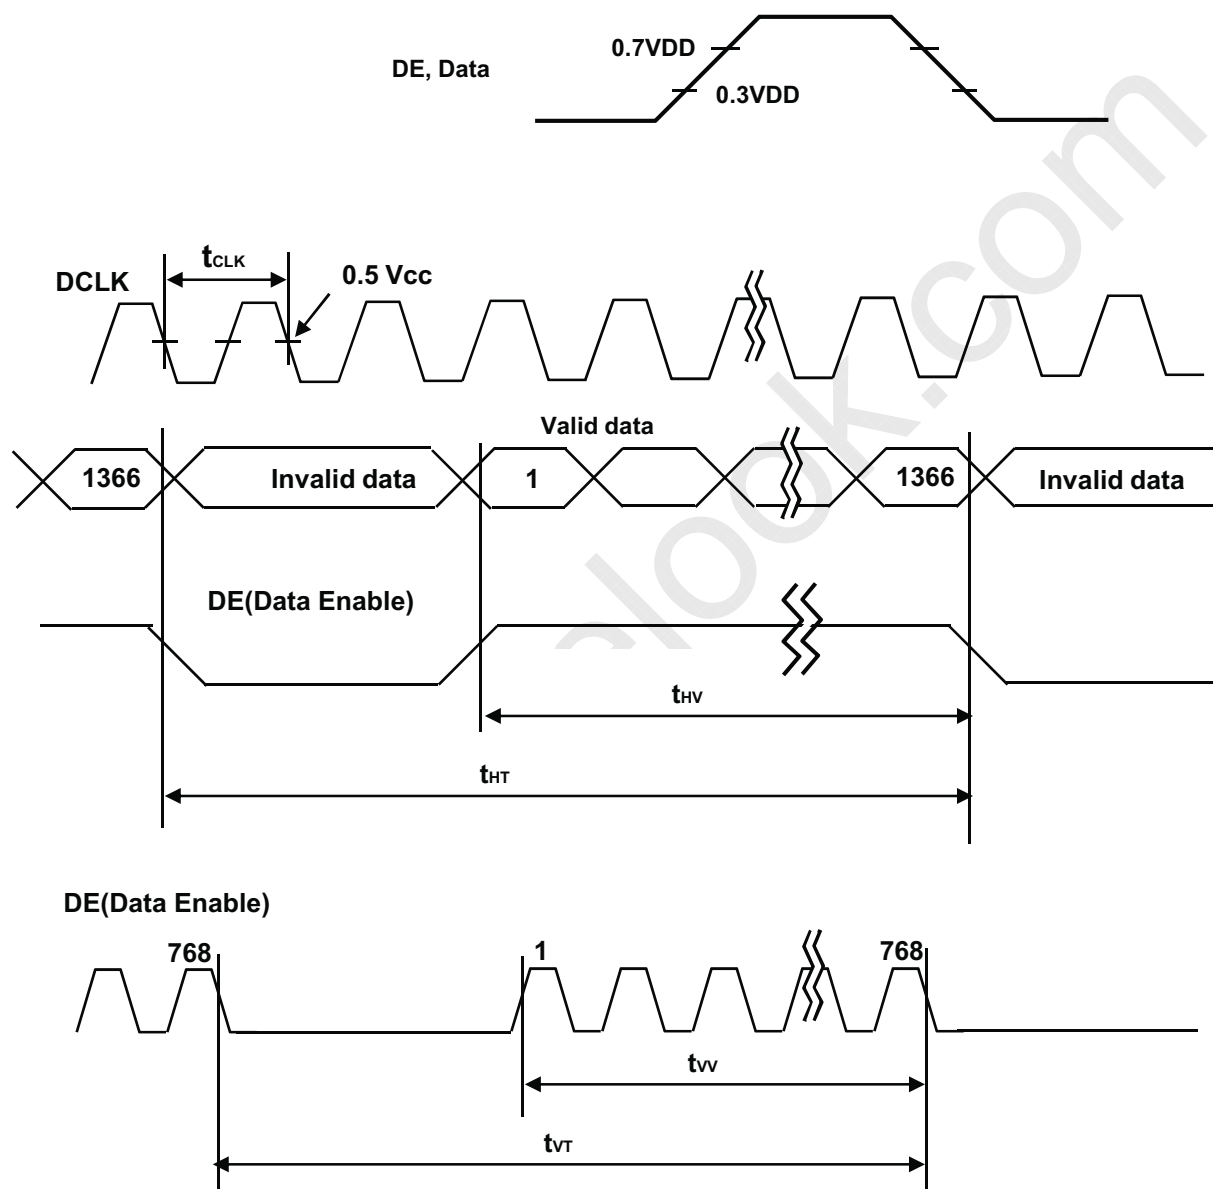 0.7VDD
DE, Data
0.3VDD
tCLK
DCLK
0.5 Vcc
Valid data
1366
Invalid data
1
1366
Invalid data
DE(Data Enable)
tHV
tHT
DE(Data Enable)
768
1
768
tVV
tVT